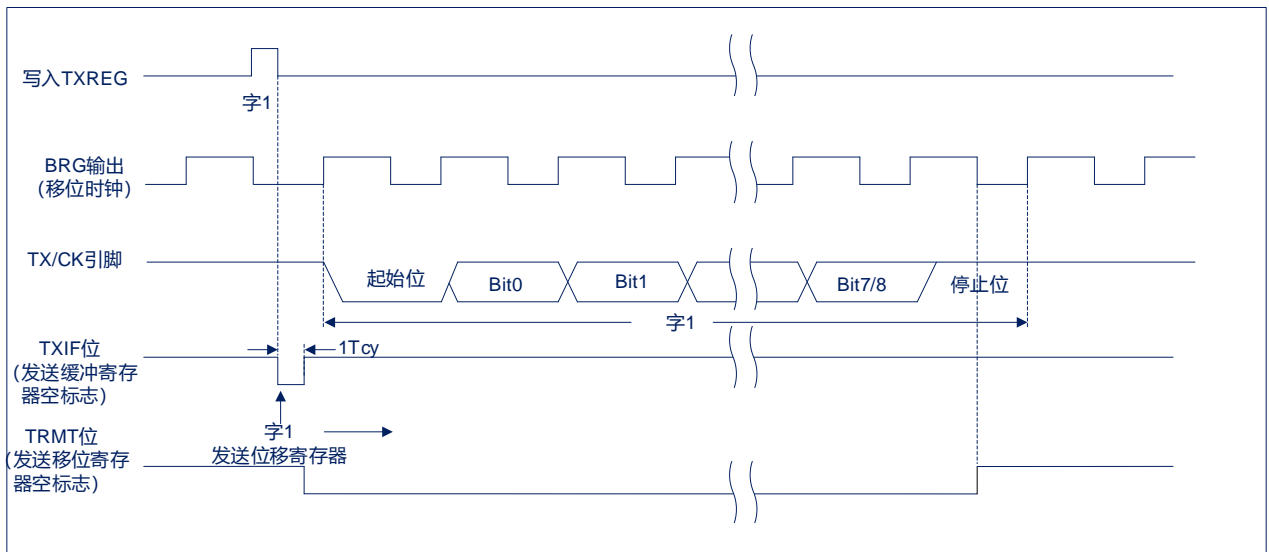 写入TXREG
字1
BRG输出
(移位时钟)
TX/CK引脚
起始位
Bit0
Bit1
Bit7/8
停止位
字1
TXIF位
(发送缓冲寄存
器空标志)
1Tcy
字1
发送位移寄存器
TRMT位
(发送移位寄存
器空标志)